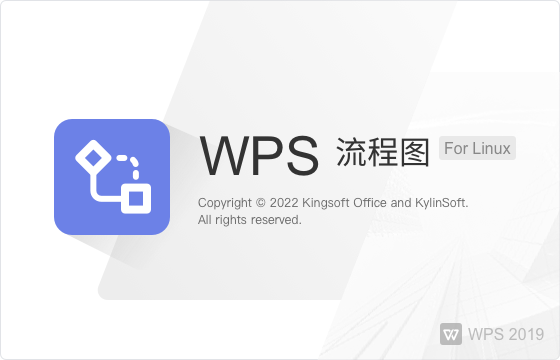 WPS 流程图 For Linux
Copyright © 2022 Kingsoft Office and KylinSoft.
All rights reserved.
WPS 2019